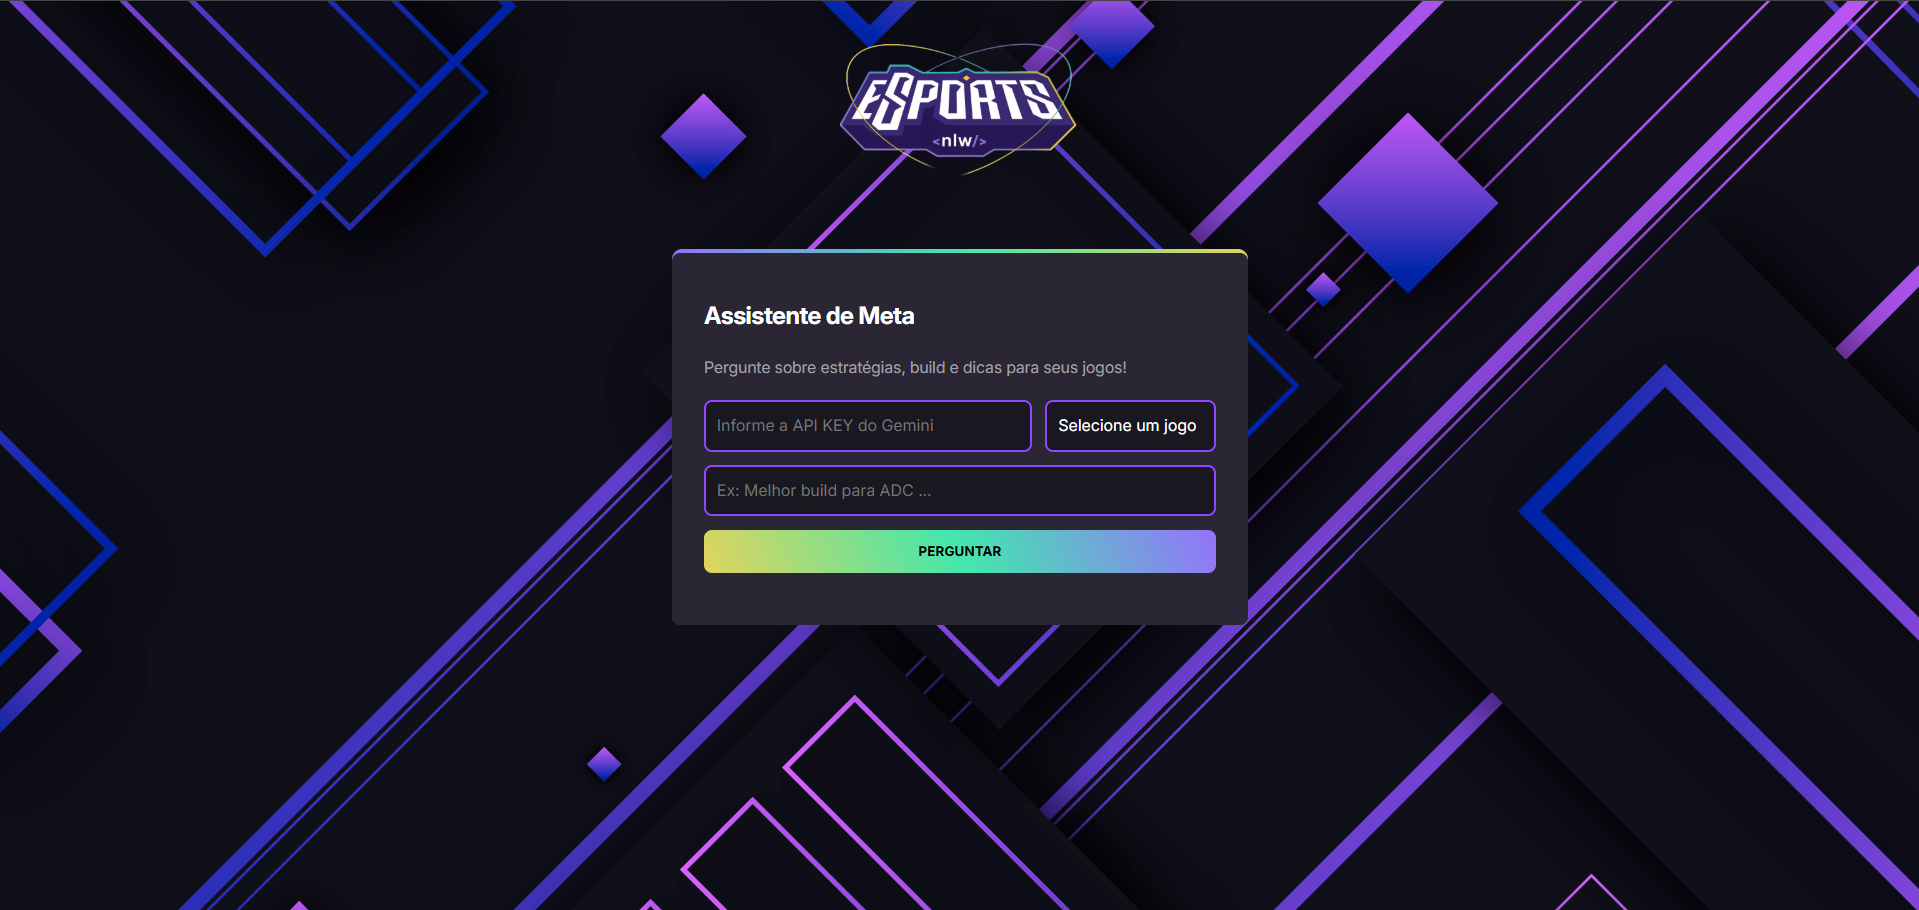 ESPORTS
<nlw/>
Assistente de Meta
Pergunte sobre estratégias, build e dicas para seus jogos!
Informe a API KEY do Gemini
Selecione um jogo
Ex: Melhor build para ADC ...
PERGUNTAR